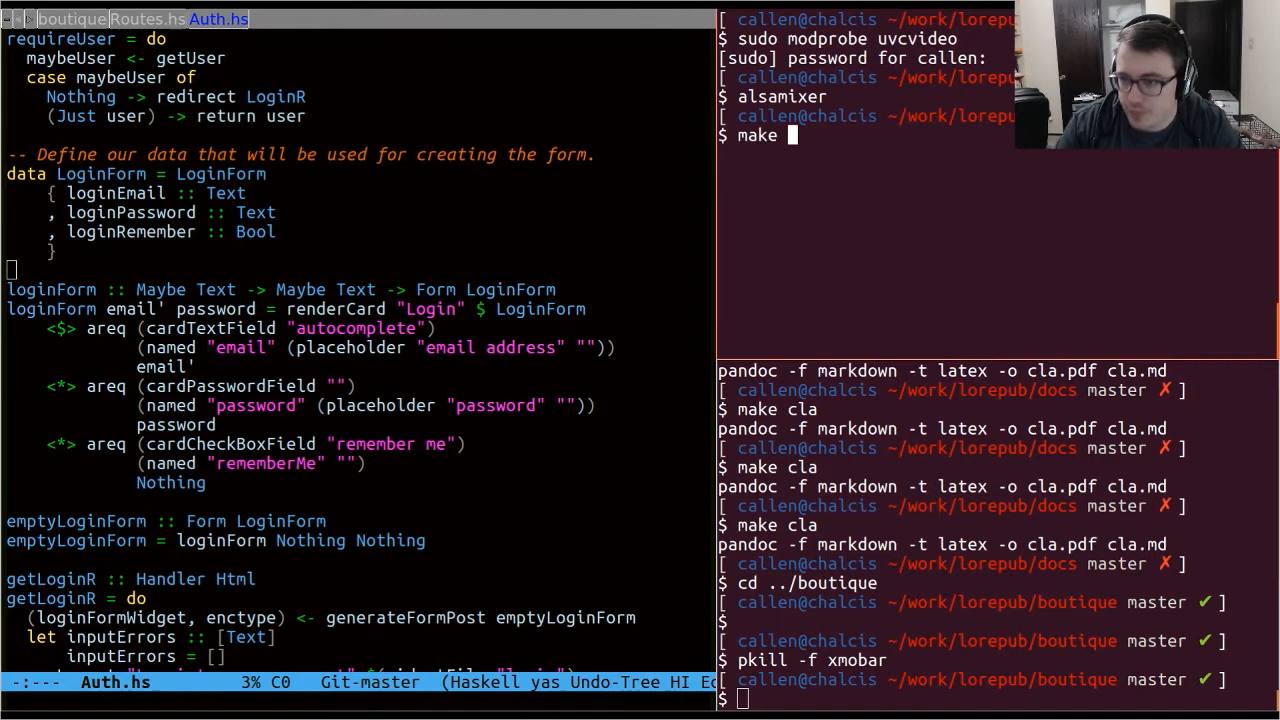 boutique Routes.hs Auth.hs
requireUser = do
  maybeUser <- getUser
  case maybeUser of
    Nothing -> redirect LoginR
    (Just user) -> return user
-- Define our data that will be used for creating the form.
data LoginForm = LoginForm
    { loginEmail :: Text
    , loginPassword :: Text
    , loginRemember :: Bool
    }
loginForm :: Maybe Text -> Maybe Text -> Form LoginForm
loginForm email' password = renderCard "Login" $ LoginForm
    <$> areq (cardTextField "autocomplete")
             (named "email" (placeholder "email address" ""))
             email'
    <*> areq (cardPasswordField "")
             (named "password" (placeholder "password" ""))
             password
    <*> areq (cardCheckBoxField "remember me")
             (named "rememberMe" "")
             Nothing
emptyLoginForm :: Form LoginForm
emptyLoginForm = loginForm Nothing Nothing
getLoginR :: Handler Html
getLoginR = do
  (loginFormWidget, enctype) <- generateFormPost emptyLoginForm
  let inputErrors :: [Text]
      inputErrors = []
-:--- Auth.hs 3% C0 Git-master (Haskell yas Undo-Tree HI Ec
[ callen@chalcis ~/work/lorepu
$ sudo modprobe uvcvideo
[sudo] password for callen:
[ callen@chalcis ~/work/lorepu
$ alsamixer
[ callen@chalcis ~/work/lorepu
$ make
pandoc -f markdown -t latex -o cla.pdf cla.md
[ callen@chalcis ~/work/lorepub/docs master ✗ ]
$ make cla
pandoc -f markdown -t latex -o cla.pdf cla.md
[ callen@chalcis ~/work/lorepub/docs master ✗ ]
$ make cla
pandoc -f markdown -t latex -o cla.pdf cla.md
[ callen@chalcis ~/work/lorepub/docs master ✗ ]
$ make cla
pandoc -f markdown -t latex -o cla.pdf cla.md
[ callen@chalcis ~/work/lorepub/docs master ✗ ]
$ cd ../boutique
[ callen@chalcis ~/work/lorepub/boutique master ✔ ]
$
[ callen@chalcis ~/work/lorepub/boutique master ✔ ]
$ pkill -f xmobar
[ callen@chalcis ~/work/lorepub/boutique master ✔ ]
$